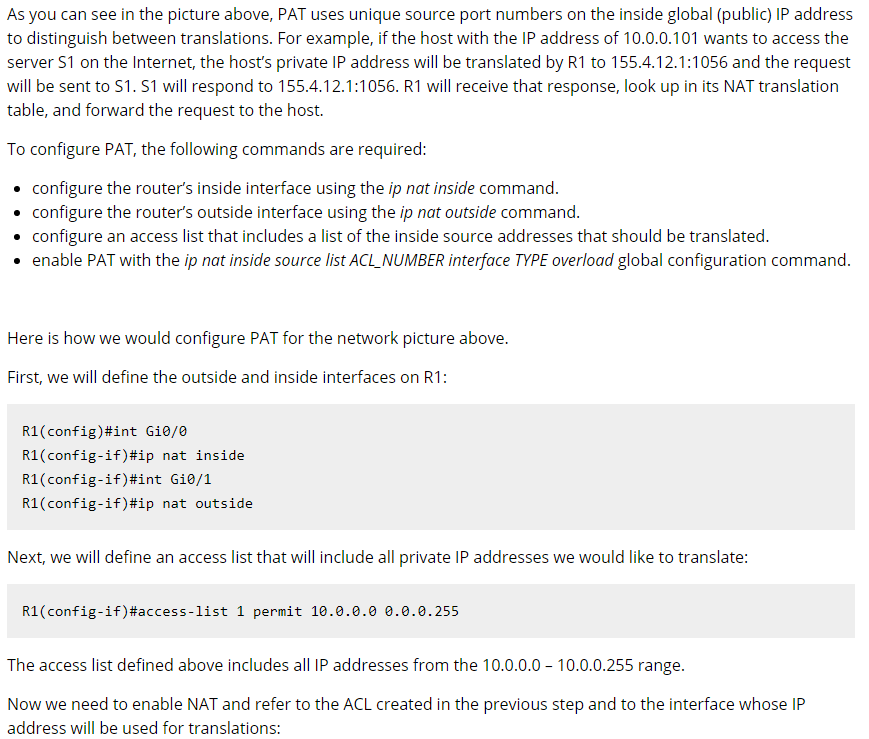 As you can see in the picture above, PAT uses unique source port numbers on the inside global (public) IP address
to distinguish between translations. For example, if the host with the IP address of 10.0.0.101 wants to access the
server S1 on the Internet, the host’s private IP address will be translated by R1 to 155.4.12.1:1056 and the request
will be sent to S1. S1 will respond to 155.4.12.1:1056. R1 will receive that response, look up in its NAT translation
table, and forward the request to the host.
To configure PAT, the following commands are required:
• configure the router’s inside interface using the ip nat inside command.
• configure the router’s outside interface using the ip nat outside command.
• configure an access list that includes a list of the inside source addresses that should be translated.
• enable PAT with the ip nat inside source list ACL_NUMBER interface TYPE overload global configuration command.
Here is how we would configure PAT for the network picture above.
First, we will define the outside and inside interfaces on R1:
R1(config)#int Gi0/0
R1(config-if)#ip nat inside
R1(config-if)#int Gi0/1
R1(config-if)#ip nat outside
Next, we will define an access list that will include all private IP addresses we would like to translate:
R1(config-if)#access-list 1 permit 10.0.0.0 0.0.0.255
The access list defined above includes all IP addresses from the 10.0.0.0 – 10.0.0.255 range.
Now we need to enable NAT and refer to the ACL created in the previous step and to the interface whose IP
address will be used for translations: